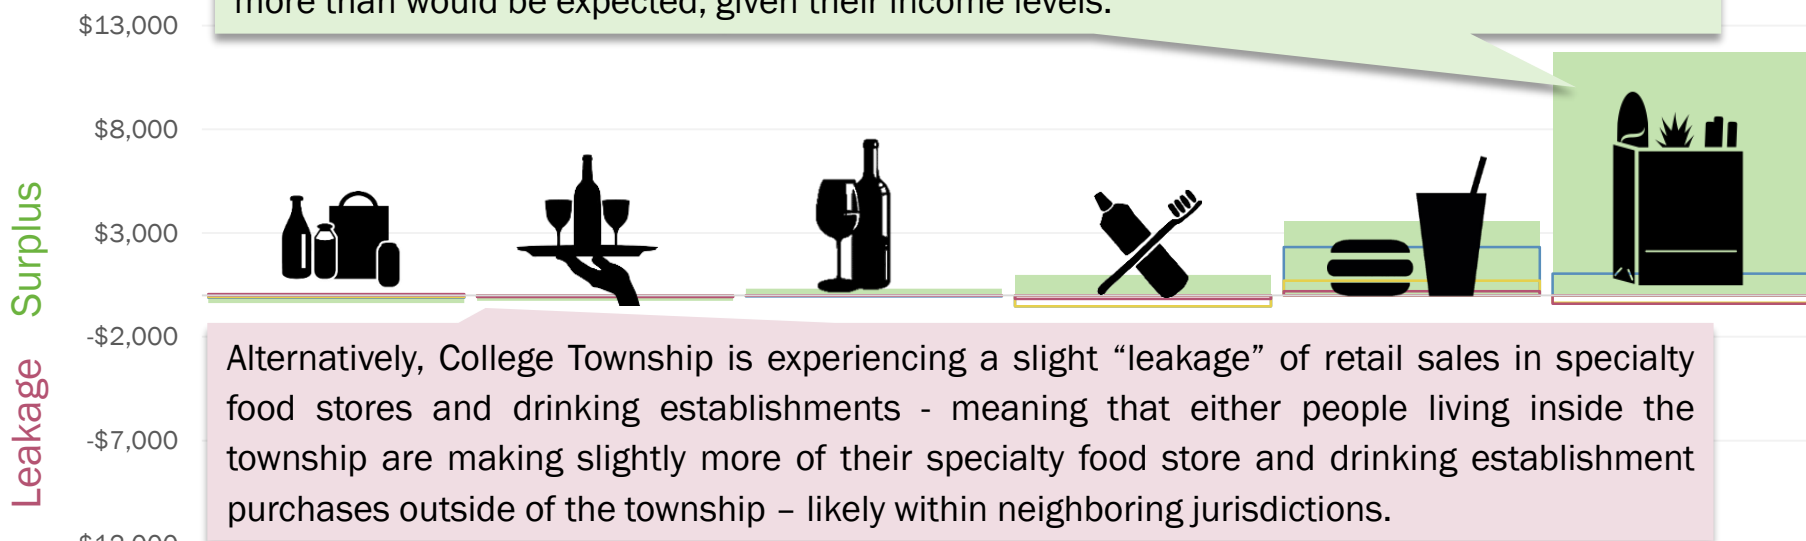 more than would be expected, given their income levels.
$13,000
$8,000
$3,000
-$2,000
-$7,000
Surplus
Leakage
Alternatively, College Township is experiencing a slight “leakage” of retail sales in specialty
food stores and drinking establishments - meaning that either people living inside the
township are making slightly more of their specialty food store and drinking establishment
purchases outside of the township – likely within neighboring jurisdictions.